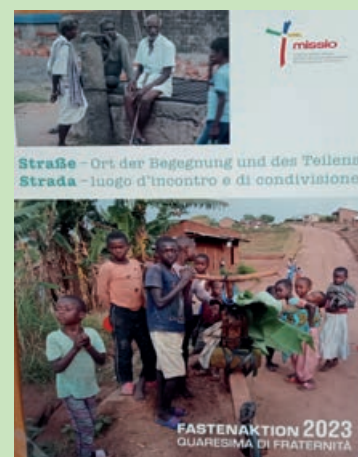 missio
Straße – Ort der Begegnung und des Teilens
Strada – luogo d'incontro e di condivisione
FASTENAKTION 2023
QUARESIMA DI FRATERNITÀ